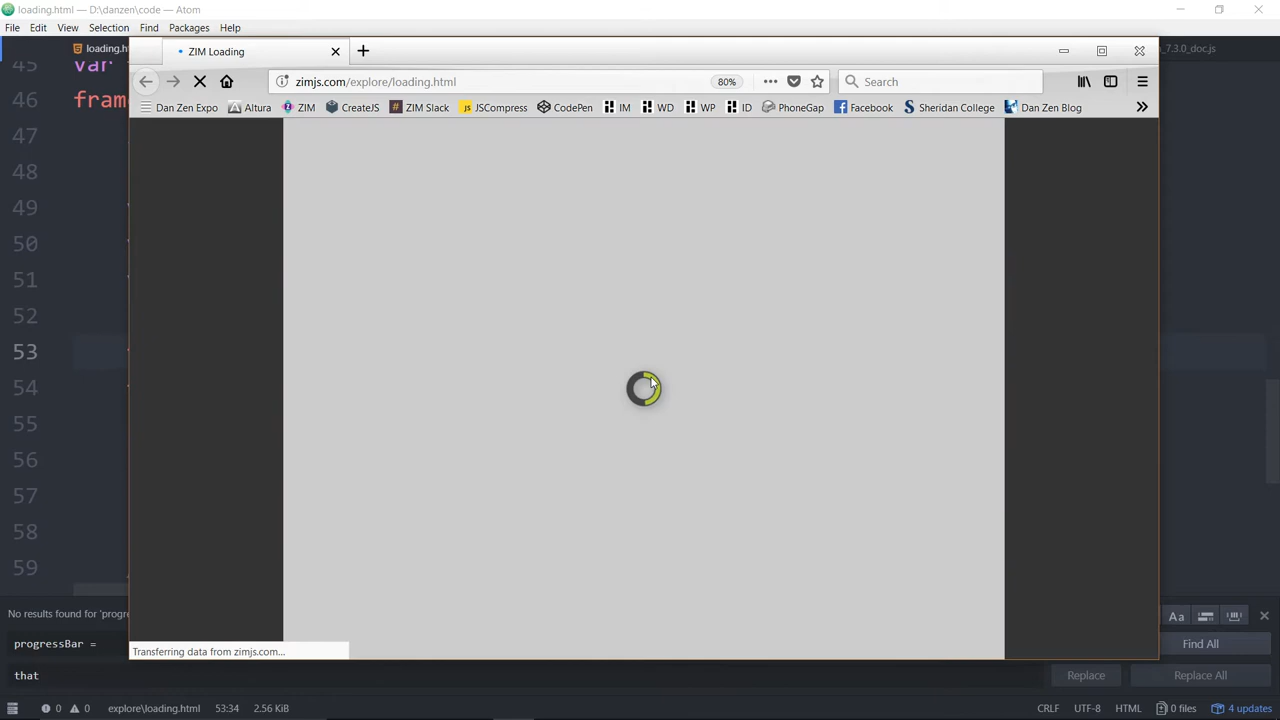 loading.html — D:\danzen\code — Atom
File Edit View Selection Find Packages Help
loading.h
_7.3.0_doc.js
ZIM Loading
zimjs.com/explore/loading.html
80%
Search
Dan Zen Expo Altura ZIM CreateJS ZIM Slack JSCompress CodePen IM WD WP ID PhoneGap Facebook Sheridan College Dan Zen Blog
45 var
46 fram
47
48
49
50
51
52
53
54
55
56
57
58
59
Transferring data from zimjs.com...
No results found for 'progre
progressBar =
Aa
Find All
that
Replace
Replace All
0 0 explore\loading.html 53:34 2.56 KiB
CRLF UTF-8 HTML 0 files 4 updates